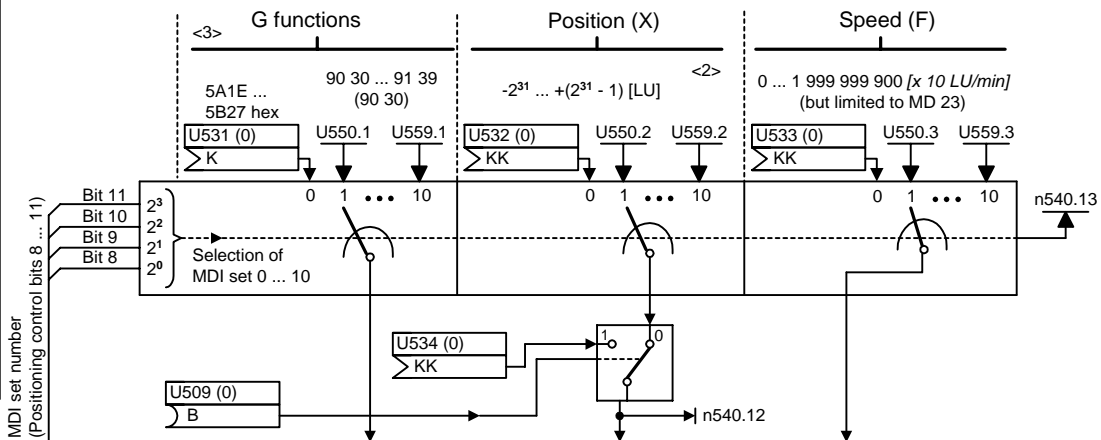 G functions
Position (X)
Speed (F)
<3>
<2>
5A1E ...
5B27 hex
90 30 ... 91 39
(90 30)
-2³¹ ... +(2³¹ - 1) [LU]
0 ... 1 999 999 900 [x 10 LU/min]
(but limited to MD 23)
U531 (0)
K
U550.1
U559.1
U532 (0)
KK
U550.2
U559.2
U533 (0)
KK
U550.3
U559.3
0 1 ••• 10
0 1 ••• 10
0 1 ••• 10
n540.13
Bit 11
Bit 10
Bit 9
Bit 8
2³
2²
2¹
2⁰
Selection of
MDI set 0 ... 10
MDI set number
(Positioning control bits 8 ... 11)
U534 (0)
KK
1
0
U509 (0)
B
n540.12